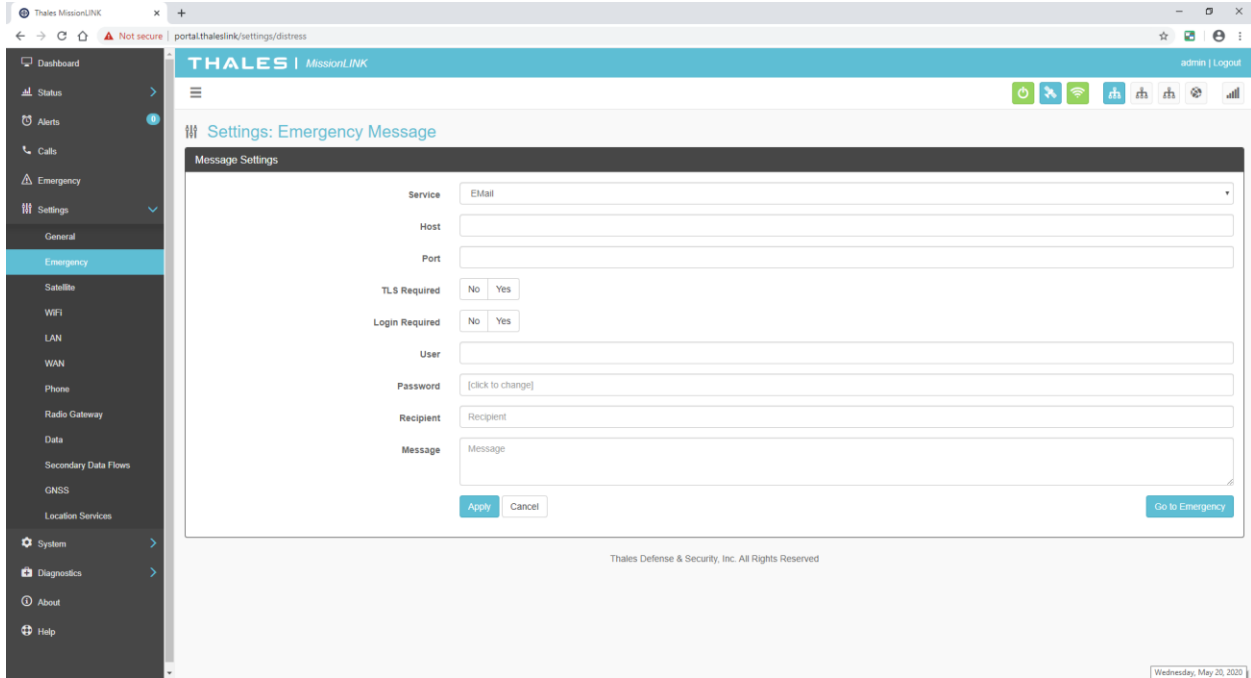 Thales MissionLINK
Not secure portal.thaleslink/settings/distress
Dashboard
Status
Alerts 0
Calls
Emergency
Settings
General
Emergency
Satellite
WiFi
LAN
WAN
Phone
Radio Gateway
Data
Secondary Data Flows
GNSS
Location Services
System
Diagnostics
About
Help
THALES | MissionLINK
admin | Logout
Settings: Emergency Message
Message Settings
Service EMail
Host
Port
TLS Required No Yes
Login Required No Yes
User
Password [click to change]
Recipient Recipient
Message Message
Apply Cancel Go to Emergency
Thales Defense & Security, Inc. All Rights Reserved
Wednesday, May 20, 2020